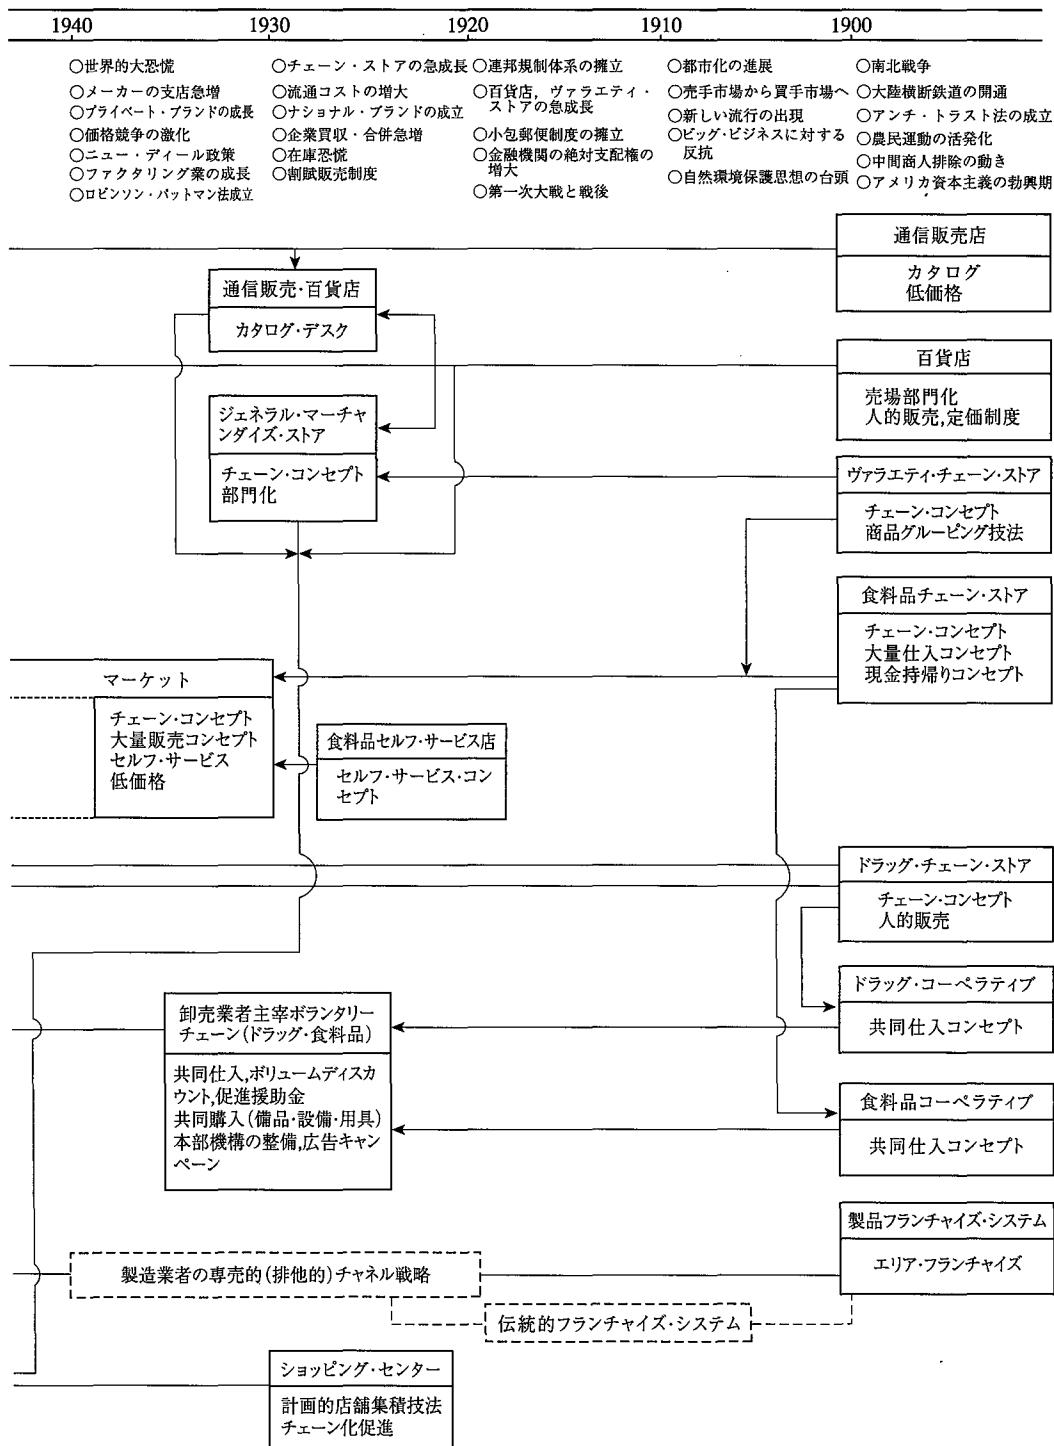 1940 1930 1920 1910 1900
○世界的大恐慌
○メーカーの支店急増
○プライベート・ブランドの成長
○価格競争の激化
○ニュー・ディール政策
○ファクタリング業の成長
○ロビンソン・パットマン法成立
○チェーン・ストアの急成長
○流通コストの増大
○ナショナル・ブランドの成立
○企業買収・合併急増
○在庫恐慌
○割賦販売制度
○連邦規制体系の擁立
○百貨店，ヴァラエティ・
ストアの急成長
○小包郵便制度の擁立
○金融機関の絶対支配権の
増大
○第一次大戦と戦後
○都市化の進展
○売手市場から買手市場へ
○新しい流行の出現
○ビッグ・ビジネスに対する
反抗
○自然環境保護思想の台頭
○南北戦争
○大陸横断鉄道の開通
○アンチ・トラスト法の成立
○農民運動の活発化
○中間商人排除の動き
○アメリカ資本主義の勃興期
通信販売店
カタログ
低価格
通信販売・百貨店
カタログ・デスク
百貨店
売場部門化
人的販売,定価制度
ジェネラル・マーチャ
ンダイズ・ストア
チェーン・コンセプト
部門化
ヴァラエティ・チェーン・ストア
チェーン・コンセプト
商品グルーピング技法
食料品チェーン・ストア
チェーン・コンセプト
大量仕入コンセプト
現金持帰りコンセプト
マーケット
チェーン・コンセプト
大量販売コンセプト
セルフ・サービス
低価格
食料品セルフ・サービス店
セルフ・サービス・コン
セプト
ドラッグ・チェーン・ストア
チェーン・コンセプト
人的販売
ドラッグ・コーペラティブ
共同仕入コンセプト
卸売業者主宰ボランタリー
チェーン(ドラッグ・食料品)
共同仕入,ボリュームディスカ
ウント,促進援助金
共同購入(備品・設備・用具)
本部機構の整備,広告キャン
ペーン
食料品コーペラティブ
共同仕入コンセプト
製品フランチャイズ・システム
エリア・フランチャイズ
製造業者の専売的(排他的)チャネル戦略
伝統的フランチャイズ・システム
ショッピング・センター
計画的店舗集積技法
チェーン化促進